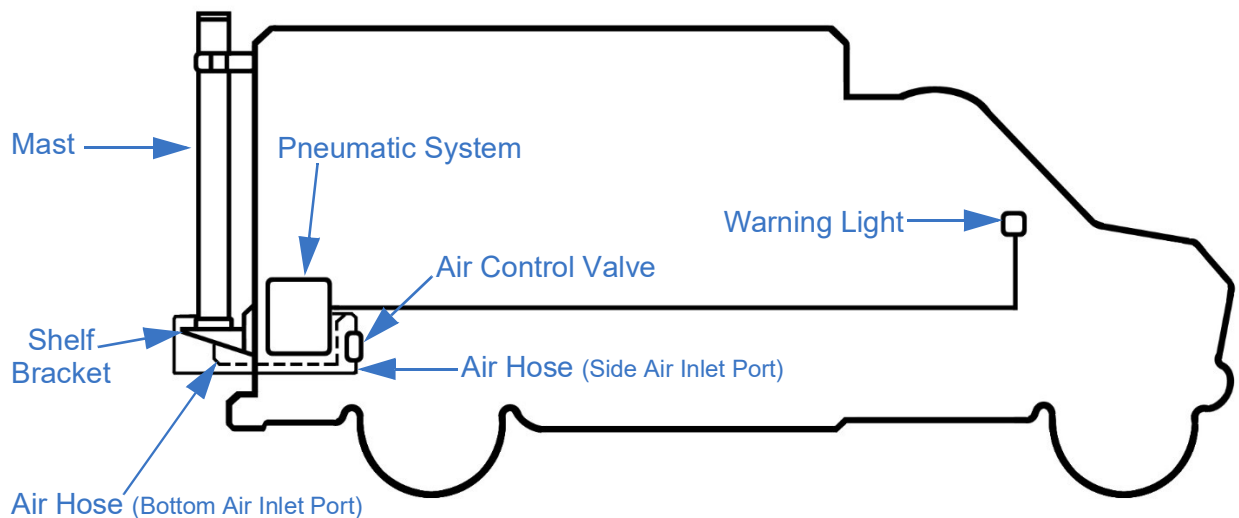 Mast
Pneumatic System
Warning Light
Air Control Valve
Shelf
Bracket
Air Hose (Side Air Inlet Port)
Air Hose (Bottom Air Inlet Port)